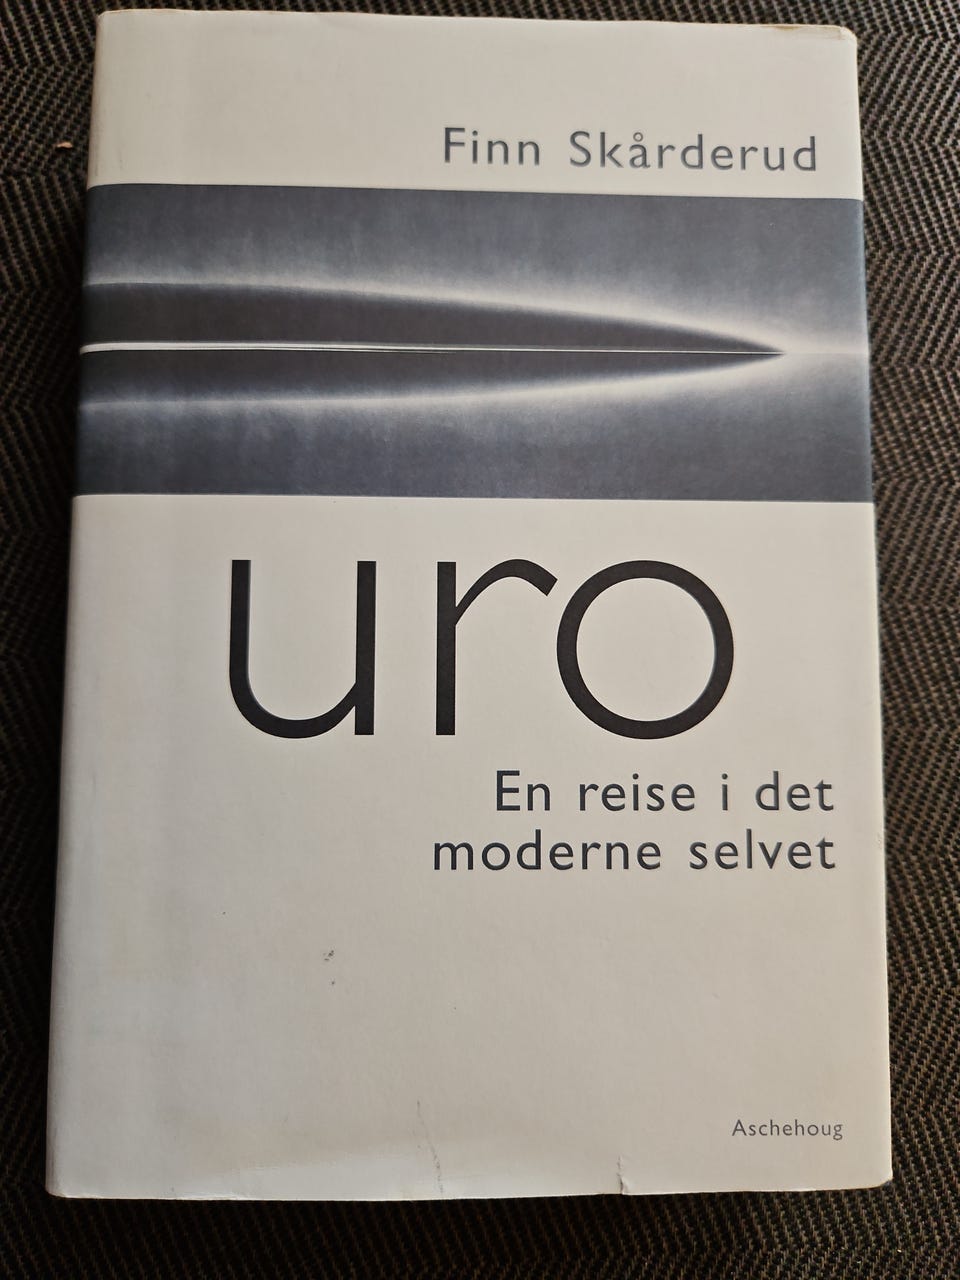 Finn Skårderud
uro
En reise i det
moderne selvet
Aschehoug